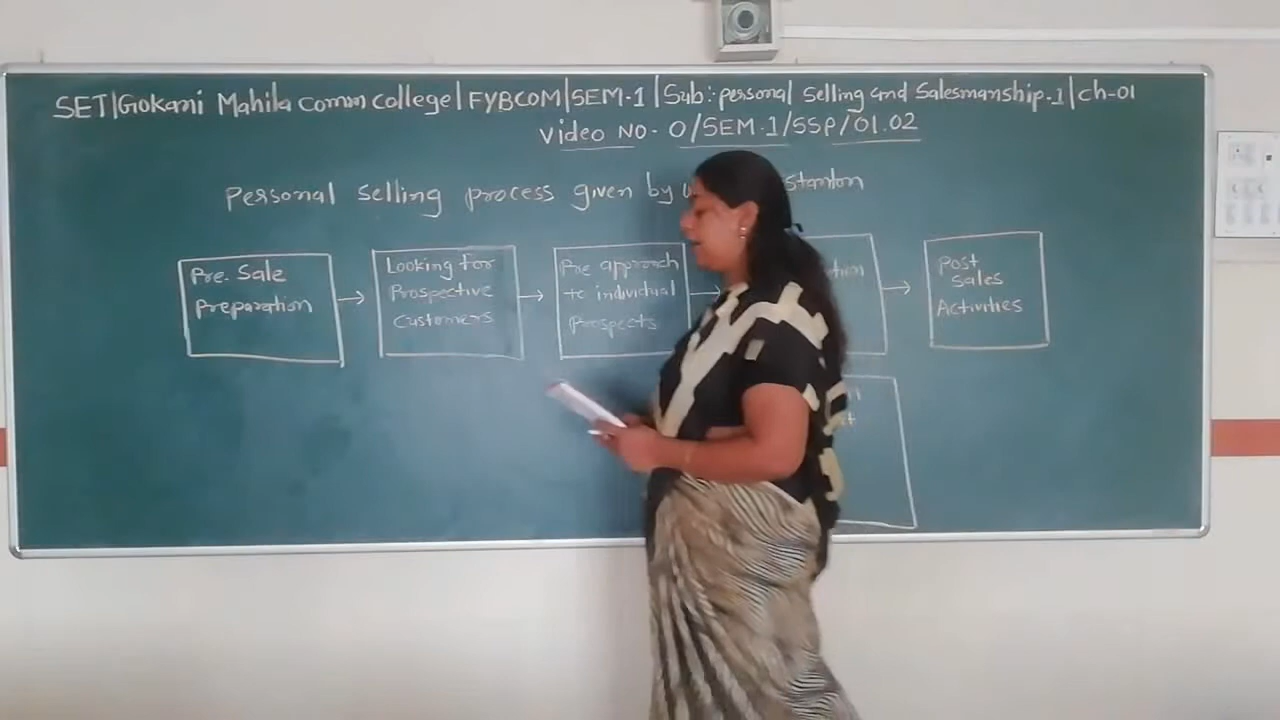 SET|Gokani Mahila Comm College|FYBCOM|SEM-1|Sub:-personal selling and Salesmanship-1|ch-01
Video NO- 0/SEM.1/SSP/01.02
Personal selling process given by Stanton
Pre-Sale
Preparation
Looking for
Prospective
Customers
Pre approach
to individual
Prospects
Post
Sales
Activities